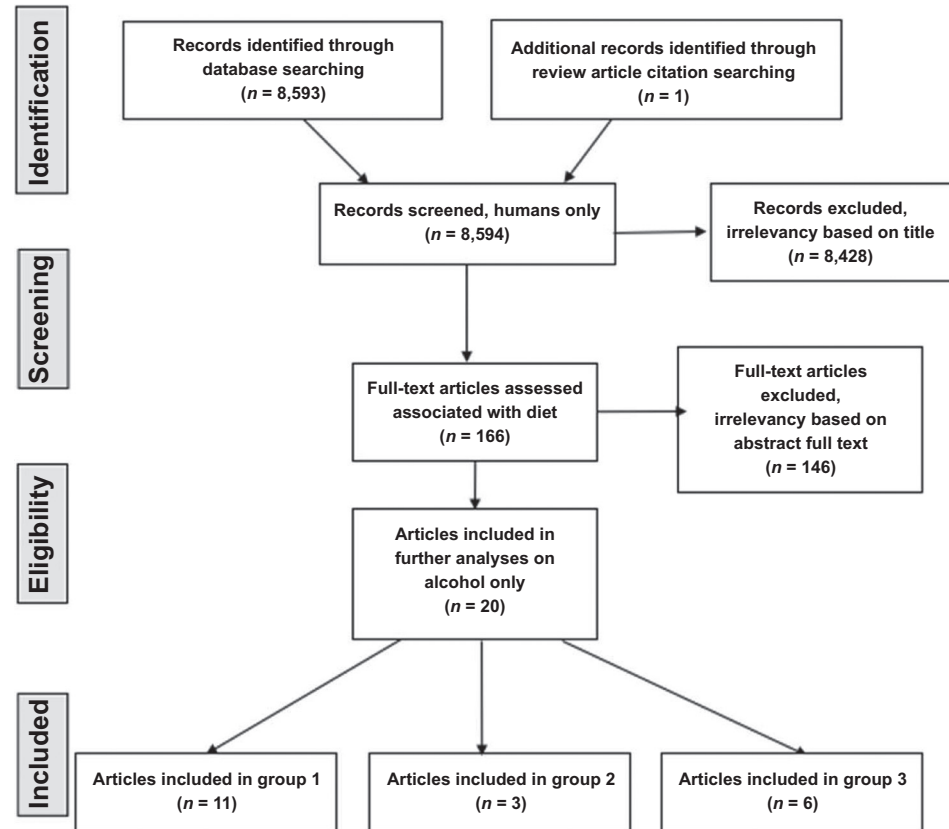 Identification
Records identified through
database searching
(n = 8,593)
Additional records identified through
review article citation searching
(n = 1)
Records screened, humans only
(n = 8,594)
Records excluded,
irrelevancy based on title
(n = 8,428)
Screening
Full-text articles assessed
associated with diet
(n = 166)
Full-text articles
excluded,
irrelevancy based on
abstract full text
(n = 146)
Eligibility
Articles included in
further analyses on
alcohol only
(n = 20)
Included
Articles included in group 1
(n = 11)
Articles included in group 2
(n = 3)
Articles included in group 3
(n = 6)